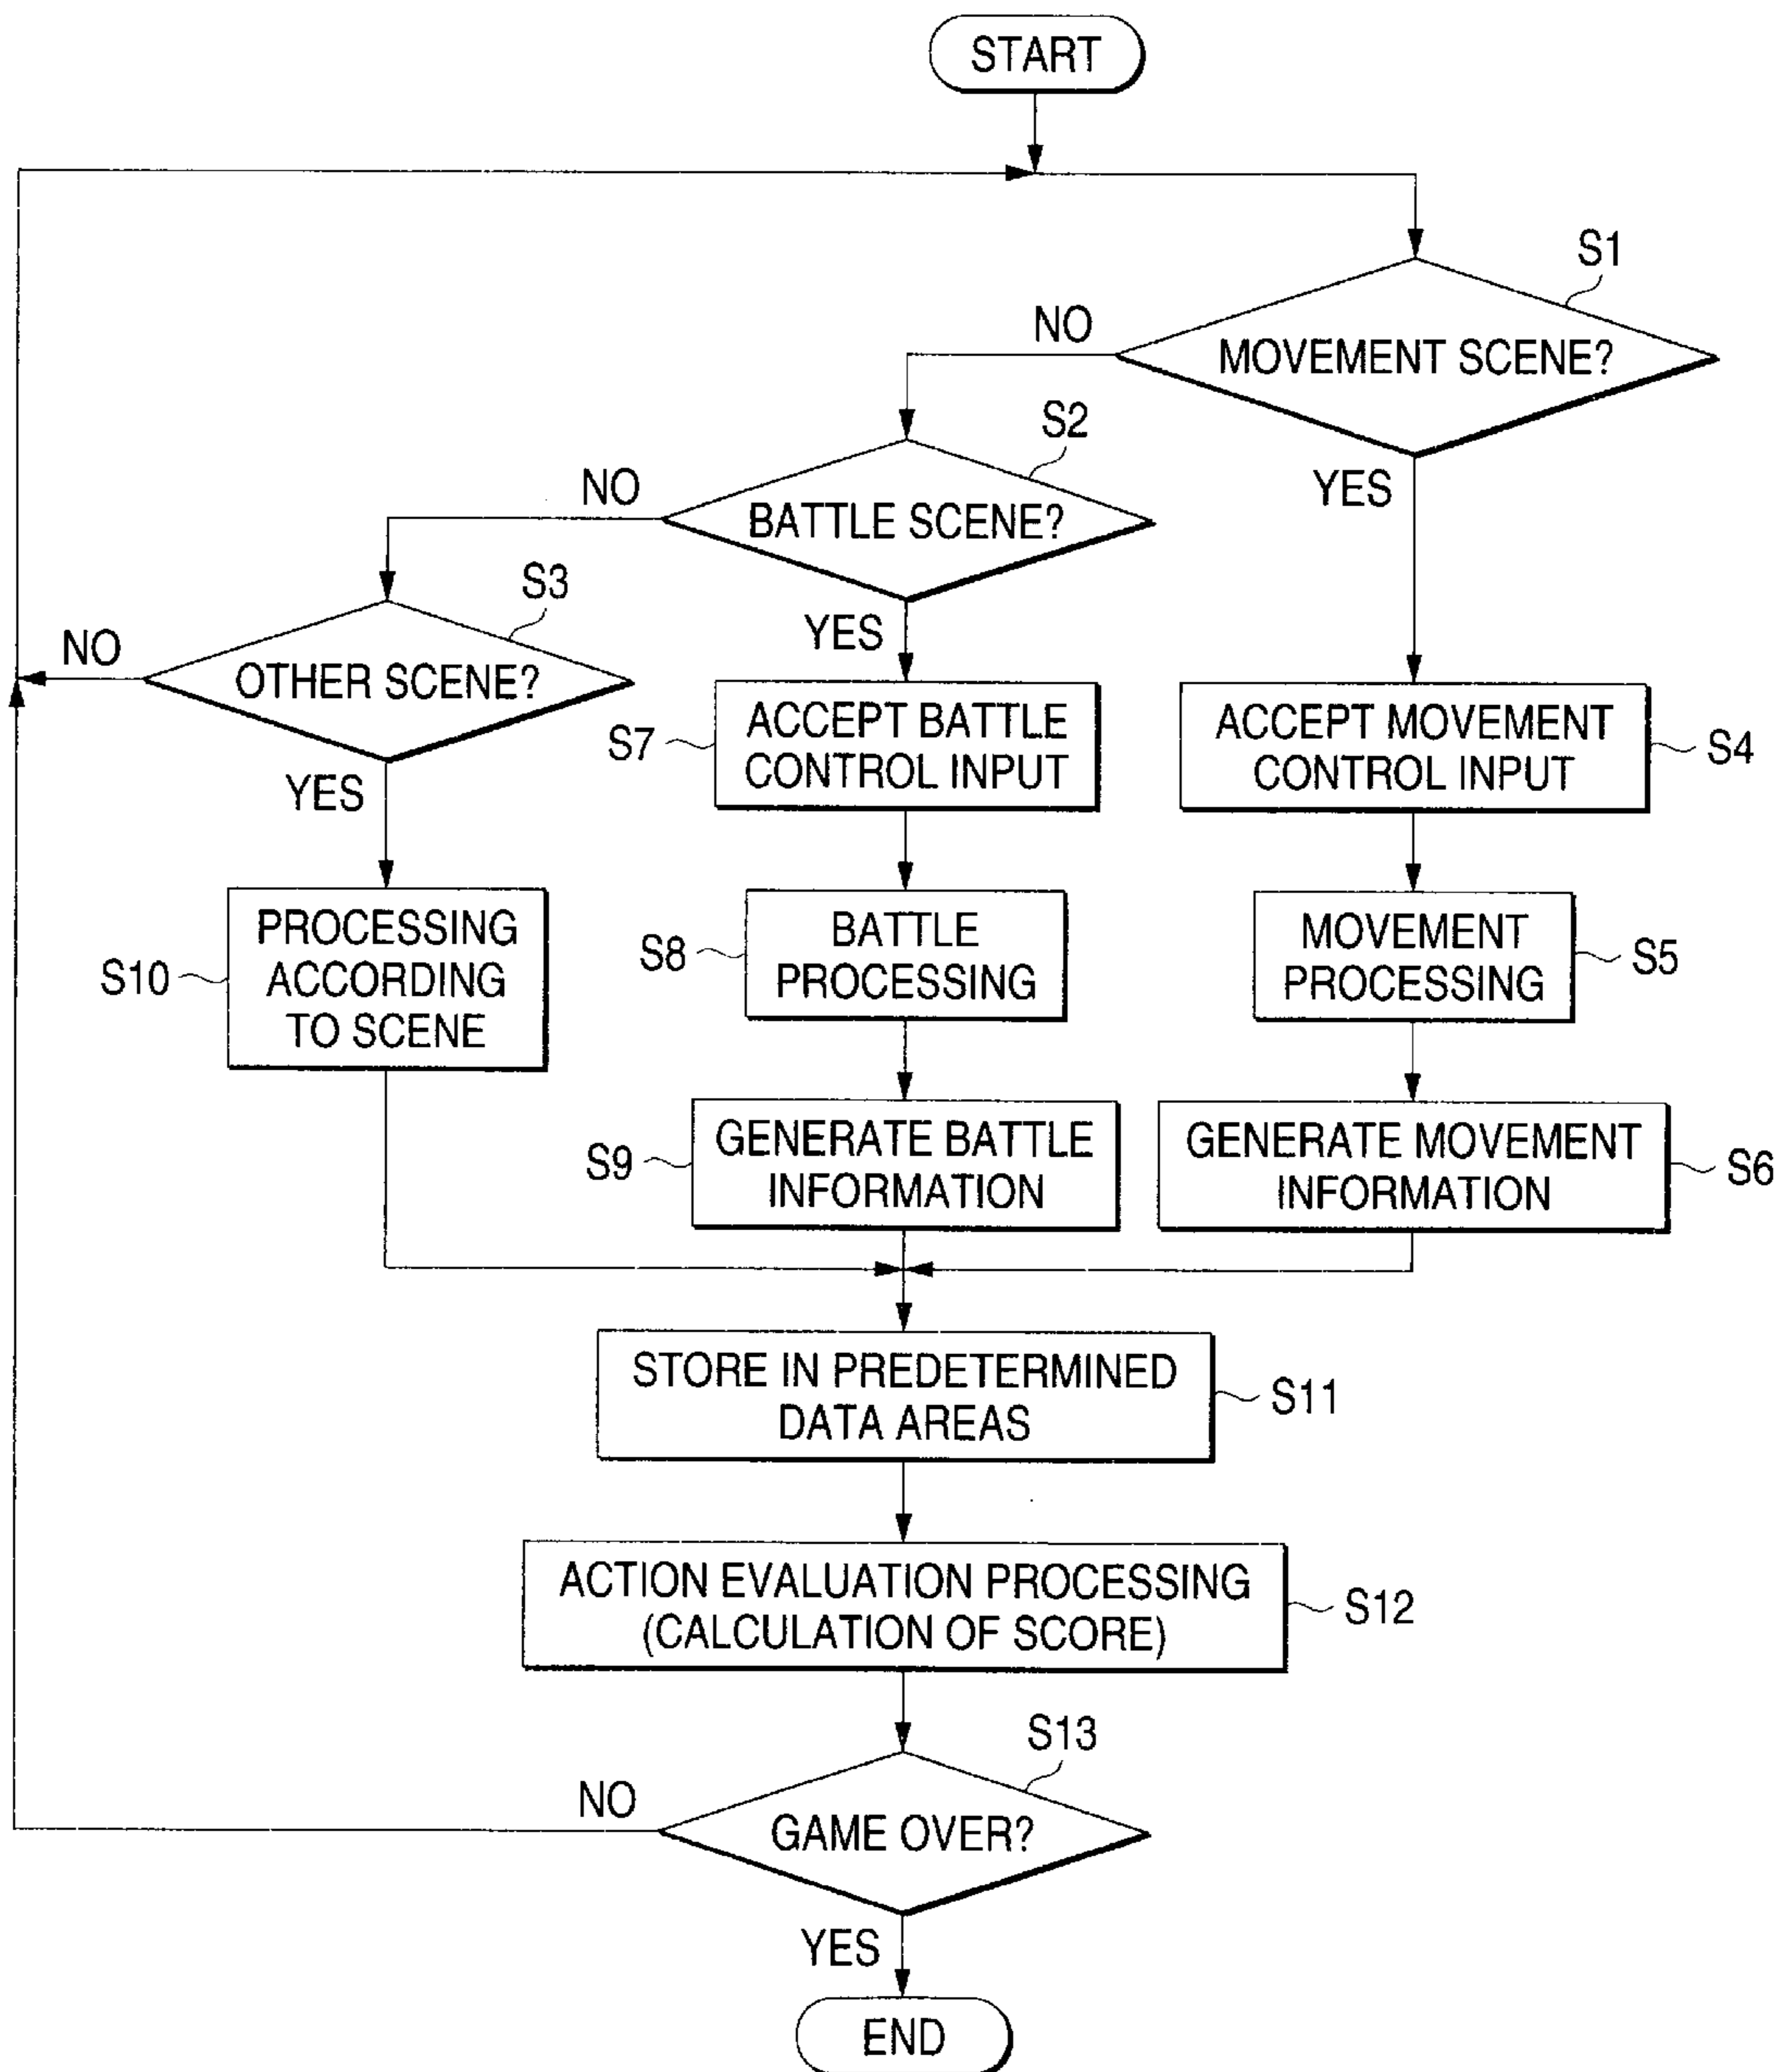 START
S1
NO
MOVEMENT SCENE?
S2
YES
NO
BATTLE SCENE?
S3
NO
YES
OTHER SCENE?
S7
ACCEPT BATTLE
CONTROL INPUT
ACCEPT MOVEMENT
CONTROL INPUT
S4
YES
PROCESSING
ACCORDING
TO SCENE
S10
S8
BATTLE
PROCESSING
MOVEMENT
PROCESSING
S5
S9
GENERATE BATTLE
INFORMATION
GENERATE MOVEMENT
INFORMATION
S6
STORE IN PREDETERMINED
DATA AREAS
S11
ACTION EVALUATION PROCESSING
(CALCULATION OF SCORE)
S12
S13
NO
GAME OVER?
YES
END